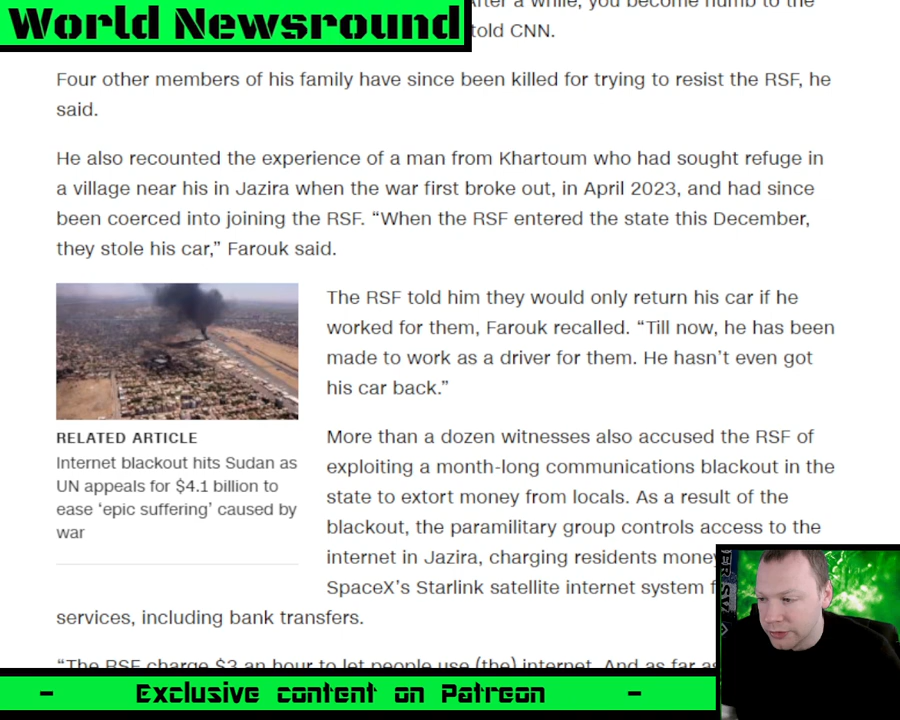 World Newsround
After a while, you become numb to the
told CNN.
Four other members of his family have since been killed for trying to resist the RSF, he
said.
He also recounted the experience of a man from Khartoum who had sought refuge in
a village near his in Jazira when the war first broke out, in April 2023, and had since
been coerced into joining the RSF. “When the RSF entered the state this December,
they stole his car,” Farouk said.
The RSF told him they would only return his car if he
worked for them, Farouk recalled. “Till now, he has been
made to work as a driver for them. He hasn’t even got
his car back.”
RELATED ARTICLE
Internet blackout hits Sudan as
UN appeals for $4.1 billion to
ease ‘epic suffering’ caused by
war
More than a dozen witnesses also accused the RSF of
exploiting a month-long communications blackout in the
state to extort money from locals. As a result of the
blackout, the paramilitary group controls access to the
internet in Jazira, charging residents money
SpaceX’s Starlink satellite internet system
services, including bank transfers.
“The RSF charge $3 an hour to let people use (the) internet. And as far as
- Exclusive content on Patreon -